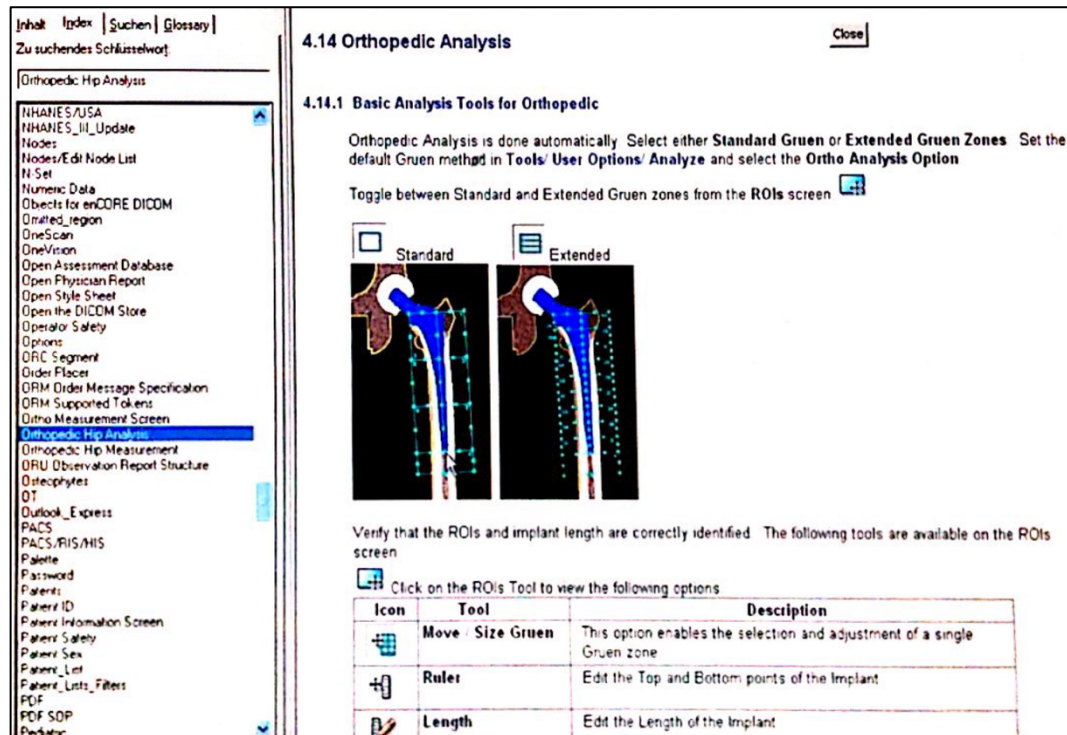 Inhalt Index Suchen Glossary
Zu suchendes Schlüsselwort:
Orthopedic Hip Analysis
NHANES/USA
NHANES_III_Update
Nodes
Nodes/Edit Node List
N-Set
Numeric Data
Objects for enCORE DICOM
Omitted_region
OneScan
OneVision
Open Assessment Database
Open Physician Report
Open Style Sheet
Open the DICOM Store
Operator Safety
Options
ORC Segment
Order Placer
ORM Order Message Specification
ORM Supported Tokens
Ortho Measurement Screen
Orthopedic Hip Analysis
Orthopedic Hip Measurement
ORU Observation Report Structure
Osteophytes
OT
Outlook_Express
PACS
PACS/RIS/HIS
Palette
Password
Patents
Patient ID
Patient Information Screen
Patient Safety
Patient Sex
Patient_List
Patient_Lists_Filters
PDF
PDF SOP
Pediatric
4.14 Orthopedic Analysis
Close
4.14.1 Basic Analysis Tools for Orthopedic
Orthopedic Analysis is done automatically Select either Standard Gruen or Extended Gruen Zones Set the
default Gruen method in Tools/ User Options/ Analyze and select the Ortho Analysis Option
Toggle between Standard and Extended Gruen zones from the ROIs screen
Standard
Extended
Verify that the ROIs and implant length are correctly identified The following tools are available on the ROIs
screen
Click on the ROIs Tool to view the following options
Icon Tool Description
Move / Size Gruen This option enables the selection and adjustment of a single
Gruen zone
Ruler Edit the Top and Bottom points of the Implant
Length Edit the Length of the Implant